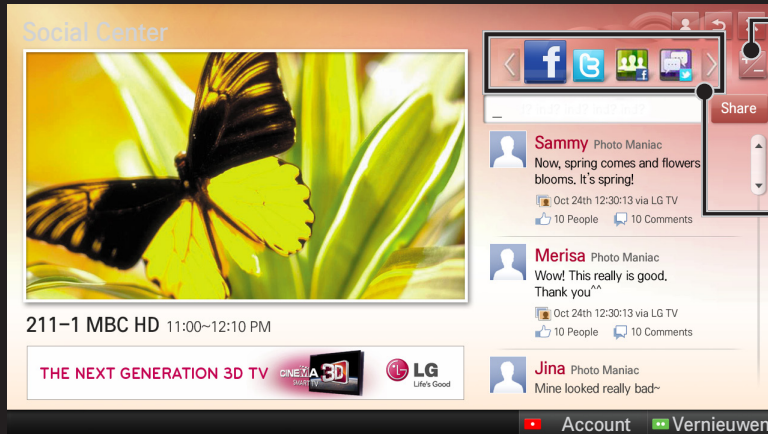 Social Center
Share
Sammy Photo Maniac
Now, spring comes and flowers
blooms. It's spring!
Oct 24th 12:30:13 via LG TV
10 People 10 Comments
Merisa Photo Maniac
Wow! This really is good.
Thank you^^
Oct 24th 12:30:13 via LG TV
10 People 10 Comments
Jina Photo Maniac
Mine looked really bad~
211-1 MBC HD 11:00~12:10 PM
THE NEXT GENERATION 3D TV CINEMA 3D SMART TV LG Life's Good
Account Vernieuwen